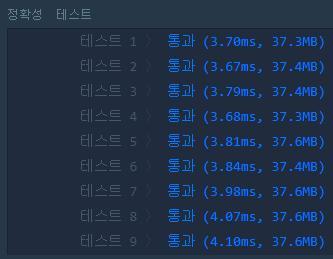 정확성 테스트
테스트 1 〉 통과 (3.70ms, 37.3MB)
테스트 2 〉 통과 (3.67ms, 37.4MB)
테스트 3 〉 통과 (3.79ms, 37.4MB)
테스트 4 〉 통과 (3.68ms, 37.3MB)
테스트 5 〉 통과 (3.81ms, 37.6MB)
테스트 6 〉 통과 (3.84ms, 37.4MB)
테스트 7 〉 통과 (3.98ms, 37.6MB)
테스트 8 〉 통과 (4.07ms, 37.6MB)
테스트 9 〉 통과 (4.10ms, 37.6MB)